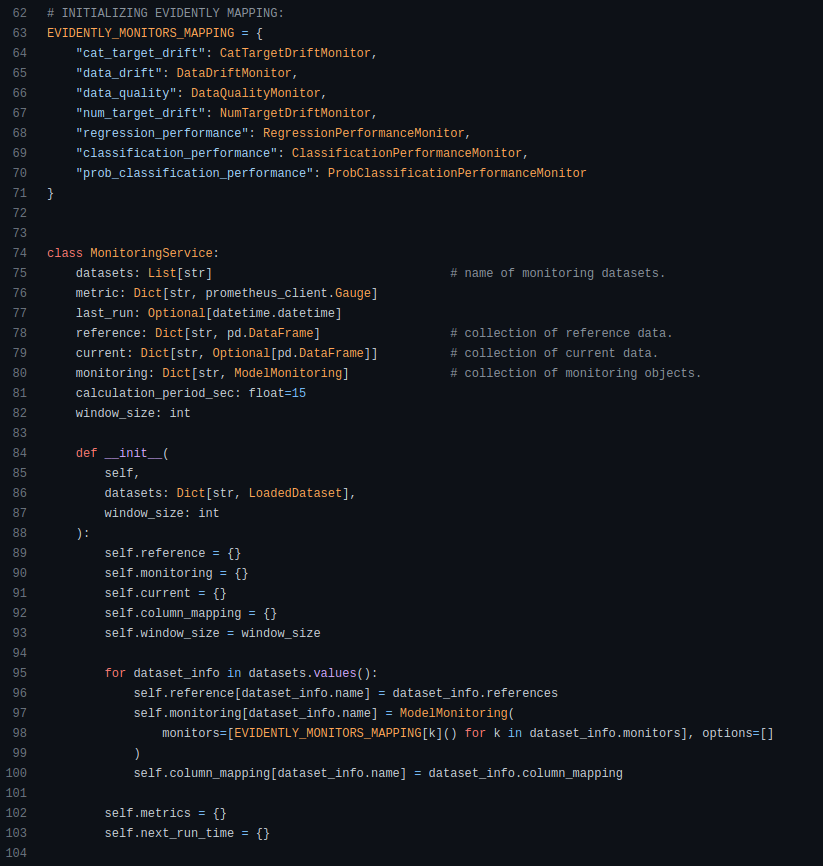 62 # INITIALIZING EVIDENTLY MAPPING:
63 EVIDENTLY_MONITORS_MAPPING = {
64     "cat_target_drift": CatTargetDriftMonitor,
65     "data_drift": DataDriftMonitor,
66     "data_quality": DataQualityMonitor,
67     "num_target_drift": NumTargetDriftMonitor,
68     "regression_performance": RegressionPerformanceMonitor,
69     "classification_performance": ClassificationPerformanceMonitor,
70     "prob_classification_performance": ProbClassificationPerformanceMonitor
71 }
72
73
74 class MonitoringService:
75     datasets: List[str]                                 # name of monitoring datasets.
76     metric: Dict[str, prometheus_client.Gauge]
77     last_run: Optional[datetime.datetime]
78     reference: Dict[str, pd.DataFrame]                  # collection of reference data.
79     current: Dict[str, Optional[pd.DataFrame]]          # collection of current data.
80     monitoring: Dict[str, ModelMonitoring]              # collection of monitoring objects.
81     calculation_period_sec: float=15
82     window_size: int
83
84     def __init__(
85         self,
86         datasets: Dict[str, LoadedDataset],
87         window_size: int
88     ):
89         self.reference = {}
90         self.monitoring = {}
91         self.current = {}
92         self.column_mapping = {}
93         self.window_size = window_size
94
95         for dataset_info in datasets.values():
96             self.reference[dataset_info.name] = dataset_info.references
97             self.monitoring[dataset_info.name] = ModelMonitoring(
98                 monitors=[EVIDENTLY_MONITORS_MAPPING[k]() for k in dataset_info.monitors], options=[]
99             )
100             self.column_mapping[dataset_info.name] = dataset_info.column_mapping
101
102         self.metrics = {}
103         self.next_run_time = {}
104